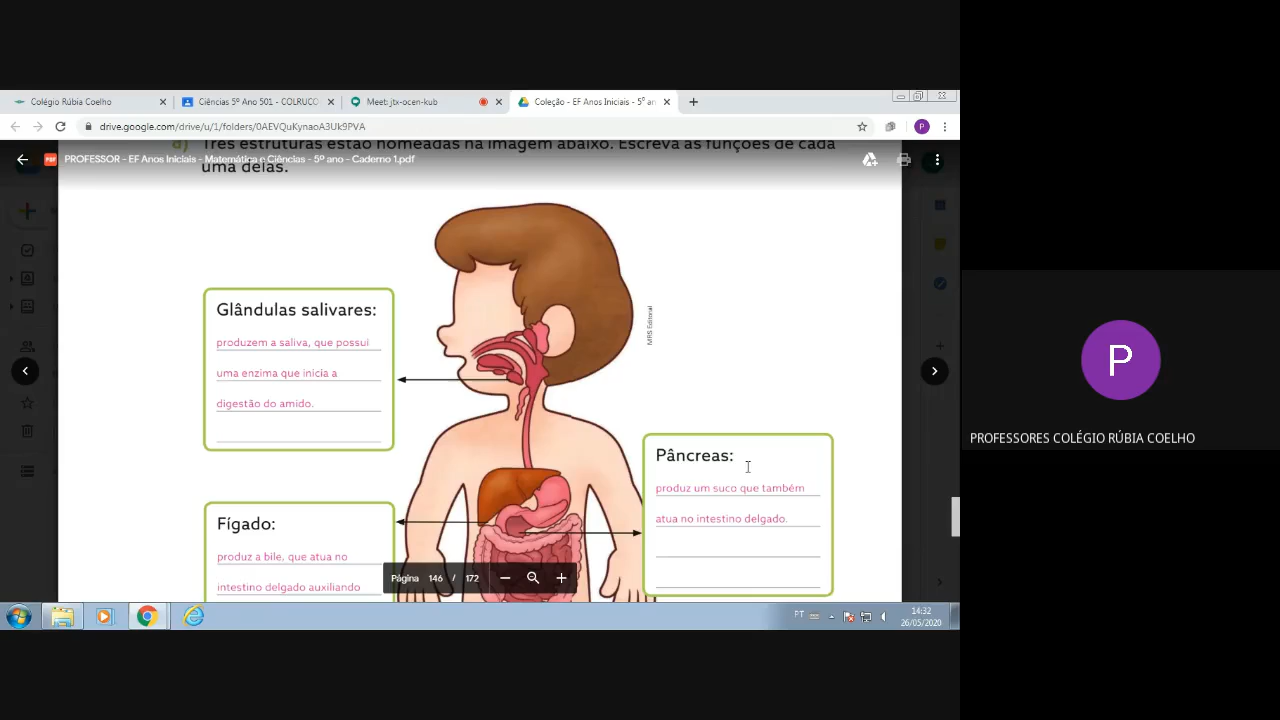 Colégio Rúbia Coelho
Ciências 5º Ano 501 - COLRUCO
Meet: jtx-ocen-kub
Coleção - EF Anos Iniciais - 5º an
drive.google.com/drive/u/1/folders/0AEVQuKynaoA3Uk9PVA
P
d) Três estruturas estão nomeadas na imagem abaixo. Escreva as funções de cada
PDF
PROFESSOR - EF Anos Iniciais - Matemática e Ciências - 5º ano - Caderno 1.pdf
uma delas.
Glândulas salivares:
produzem a saliva, que possui
uma enzima que inicia a
digestão do amido.
MRS Editorial
Pâncreas:
produz um suco que também
atua no intestino delgado.
Fígado:
produz a bile, que atua no
intestino delgado auxiliando
Página 146 / 172
PT
14:32
26/05/2020
P
PROFESSORES COLÉGIO RÚBIA COELHO